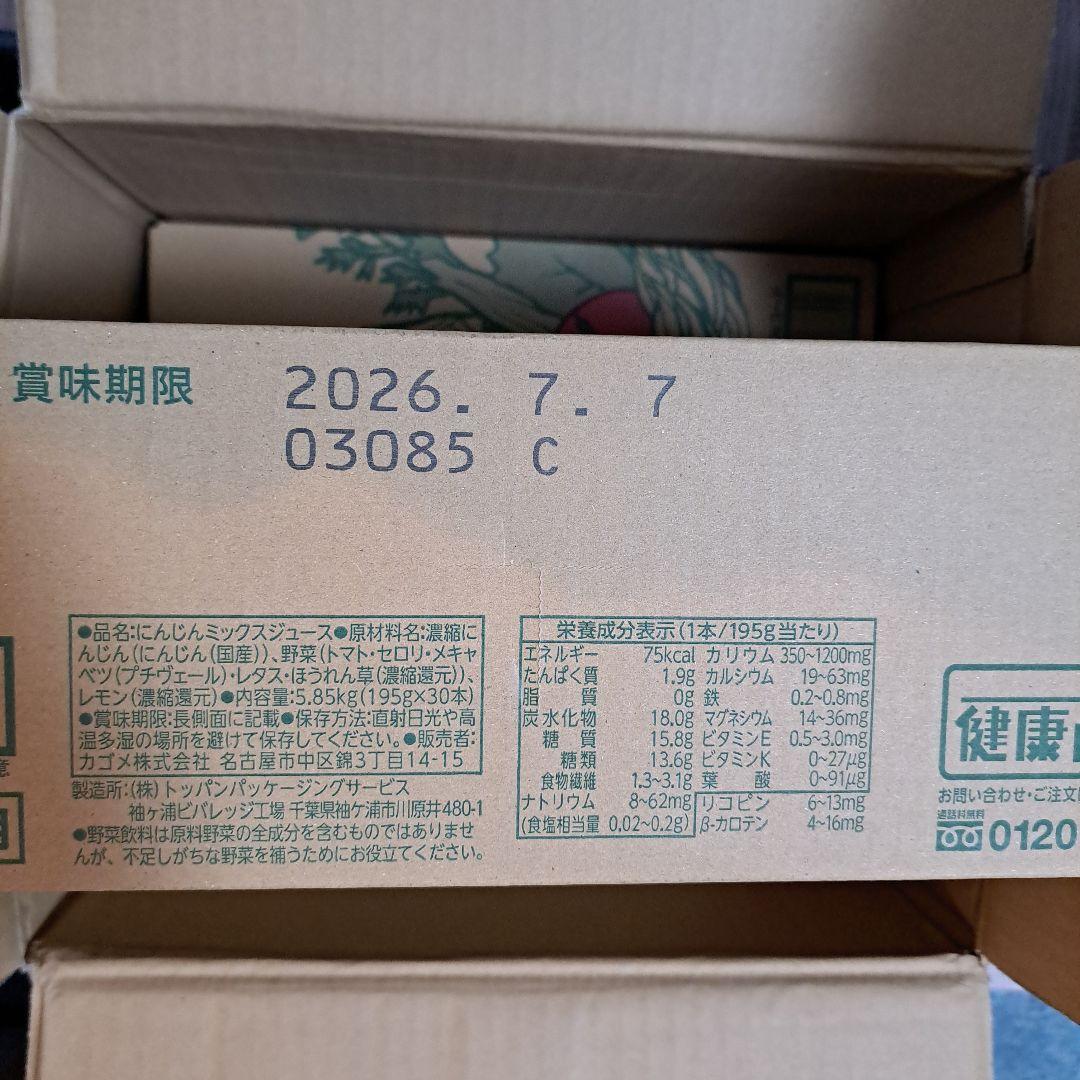 賞味期限 2026. 7. 7
03085 C
●品名:にんじんミックスジュース●原材料名:濃縮に
んじん(にんじん(国産))、野菜(トマト・セロリ・メキャ
ベツ(プチヴェール)・レタス・ほうれん草(濃縮還元))、
レモン(濃縮還元)●内容量:5.85kg(195g×30本)
●賞味期限:長側面に記載●保存方法:直射日光や高
温多湿の場所を避けて保存してください。●販売者:
カゴメ株式会社 名古屋市中区錦3丁目14-15
製造所:(株)トッパンパッケージングサービス
袖ヶ浦ビバレッジ工場 千葉県袖ケ浦市川原井480-1
●野菜飲料は原料野菜の全成分を含むものではありませ
んが、不足しがちな野菜を補うためにお役立てください。
栄養成分表示(1本/195g当たり)
エネルギー 75kcal カリウム 350~1200mg
たんぱく質 1.9g カルシウム 19~63mg
脂質 0g 鉄 0.2~0.8mg
炭水化物 18.0g マグネシウム 14~36mg
糖質 15.8g ビタミンE 0.5~3.0mg
糖類 13.6g ビタミンK 0~27μg
食物繊維 1.3~3.1g 葉酸 0~91μg
ナトリウム 8~62mg リコピン 6~13mg
(食塩相当量 0.02~0.2g) β-カロテン 4~16mg
健康
お問い合わせ・ご注文
通話料無料
0120
意